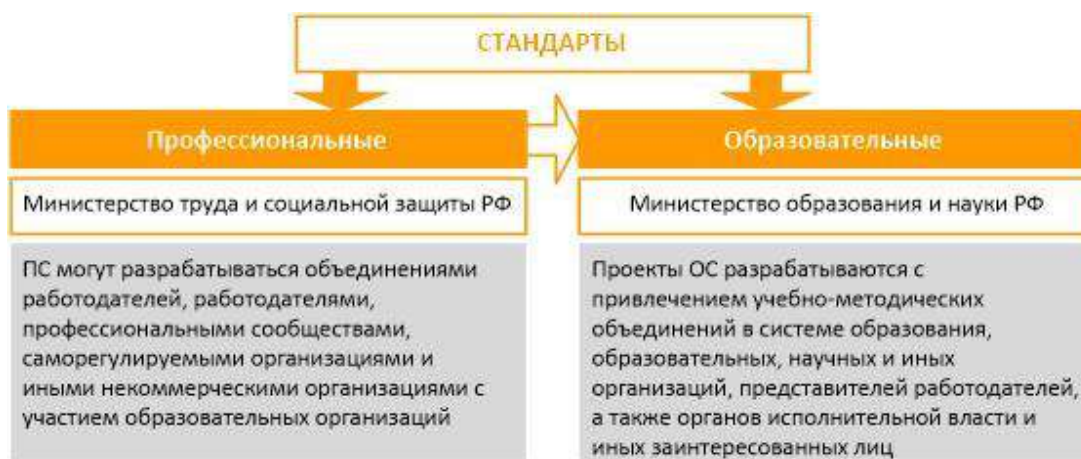 СТАНДАРТЫ
Профессиональные
Министерство труда и социальной защиты РФ
ПС могут разрабатываться объединениями
работодателей, работодателями,
профессиональными сообществами,
саморегулируемыми организациями и
иными некоммерческими организациями с
участием образовательных организаций
Образовательные
Министерство образования и науки РФ
Проекты ОС разрабатываются с
привлечением учебно-методических
объединений в системе образования,
образовательных, научных и иных
организаций, представителей работодателей,
а также органов исполнительной власти и
иных заинтересованных лиц